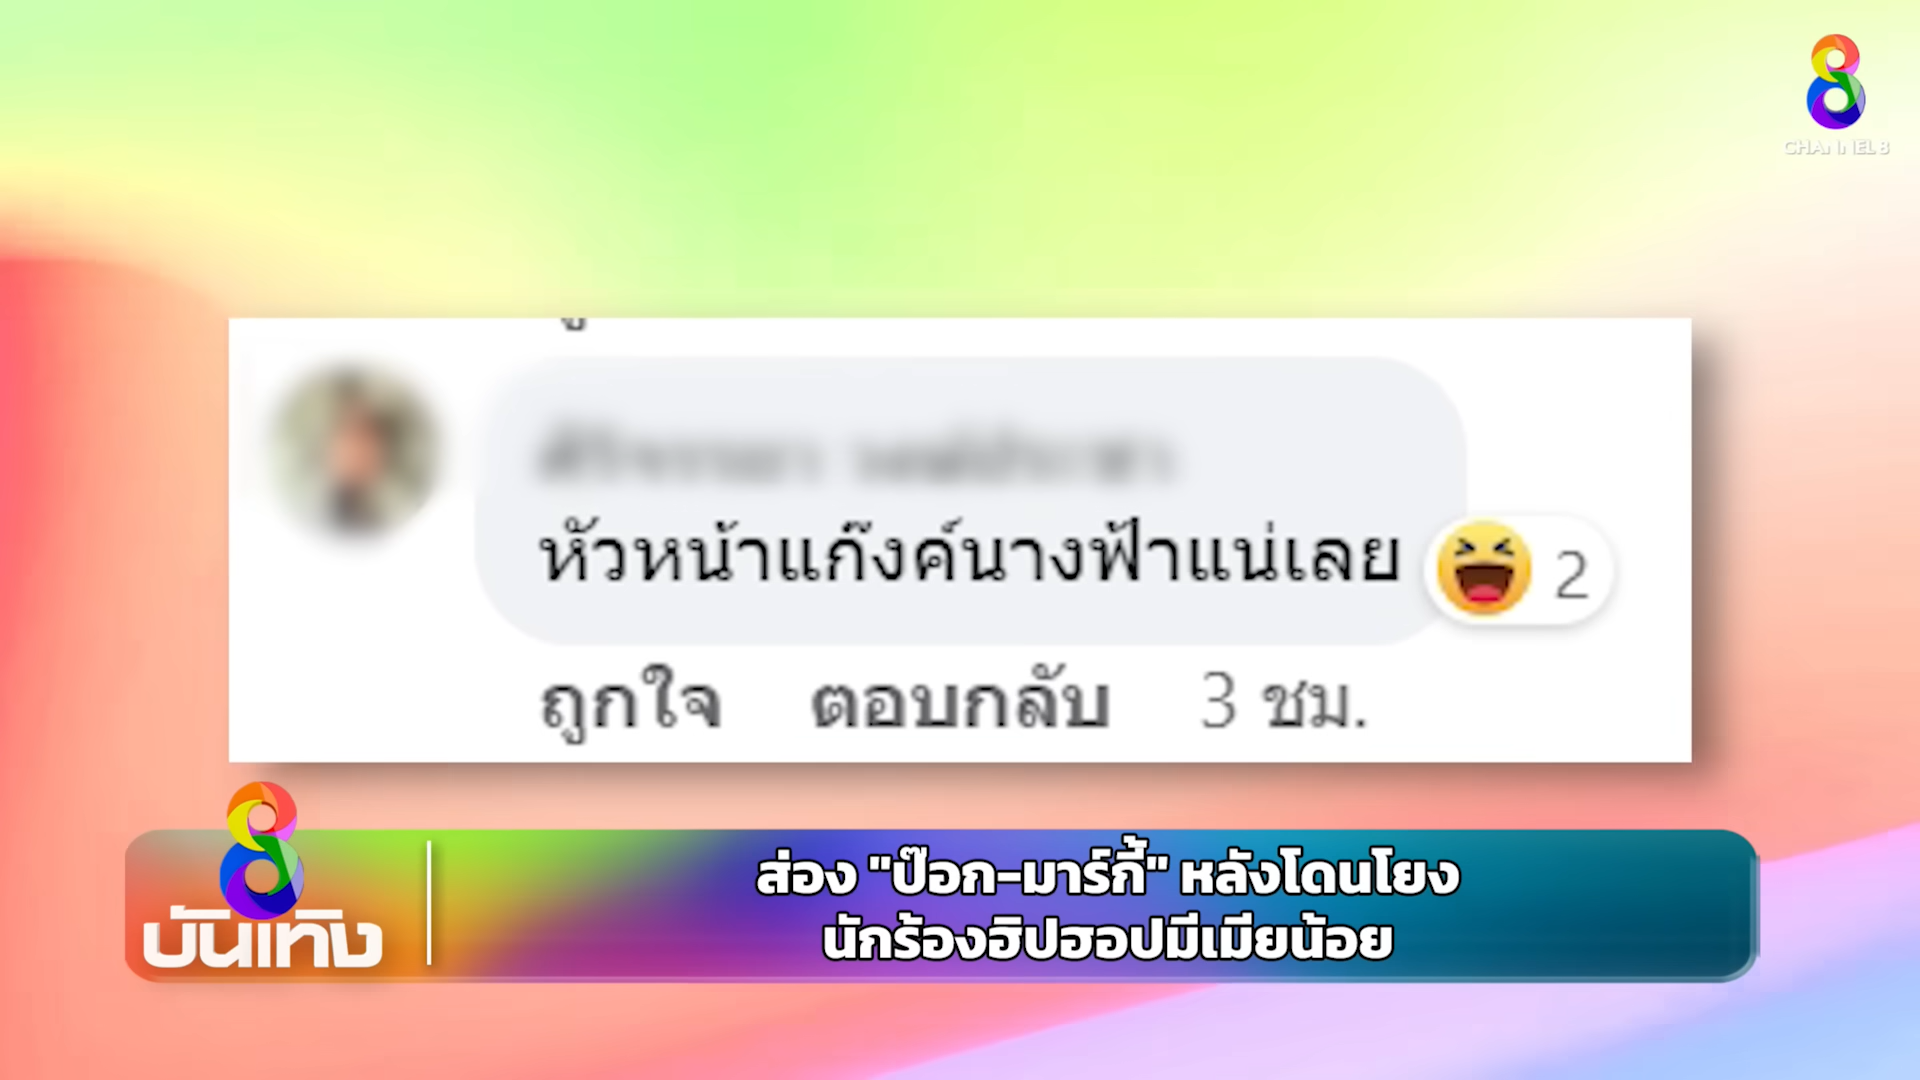 CHANNEL 8
หัวหน้าแก๊งค์นางฟ้าแน่เลย
2
ถูกใจ ตอบกลับ 3 ชม.
8
บันเทิง
ส่อง "ป๊อก-มาร์กี้" หลังโดนโยง
นักร้องฮิปฮอปมีเมียน้อย